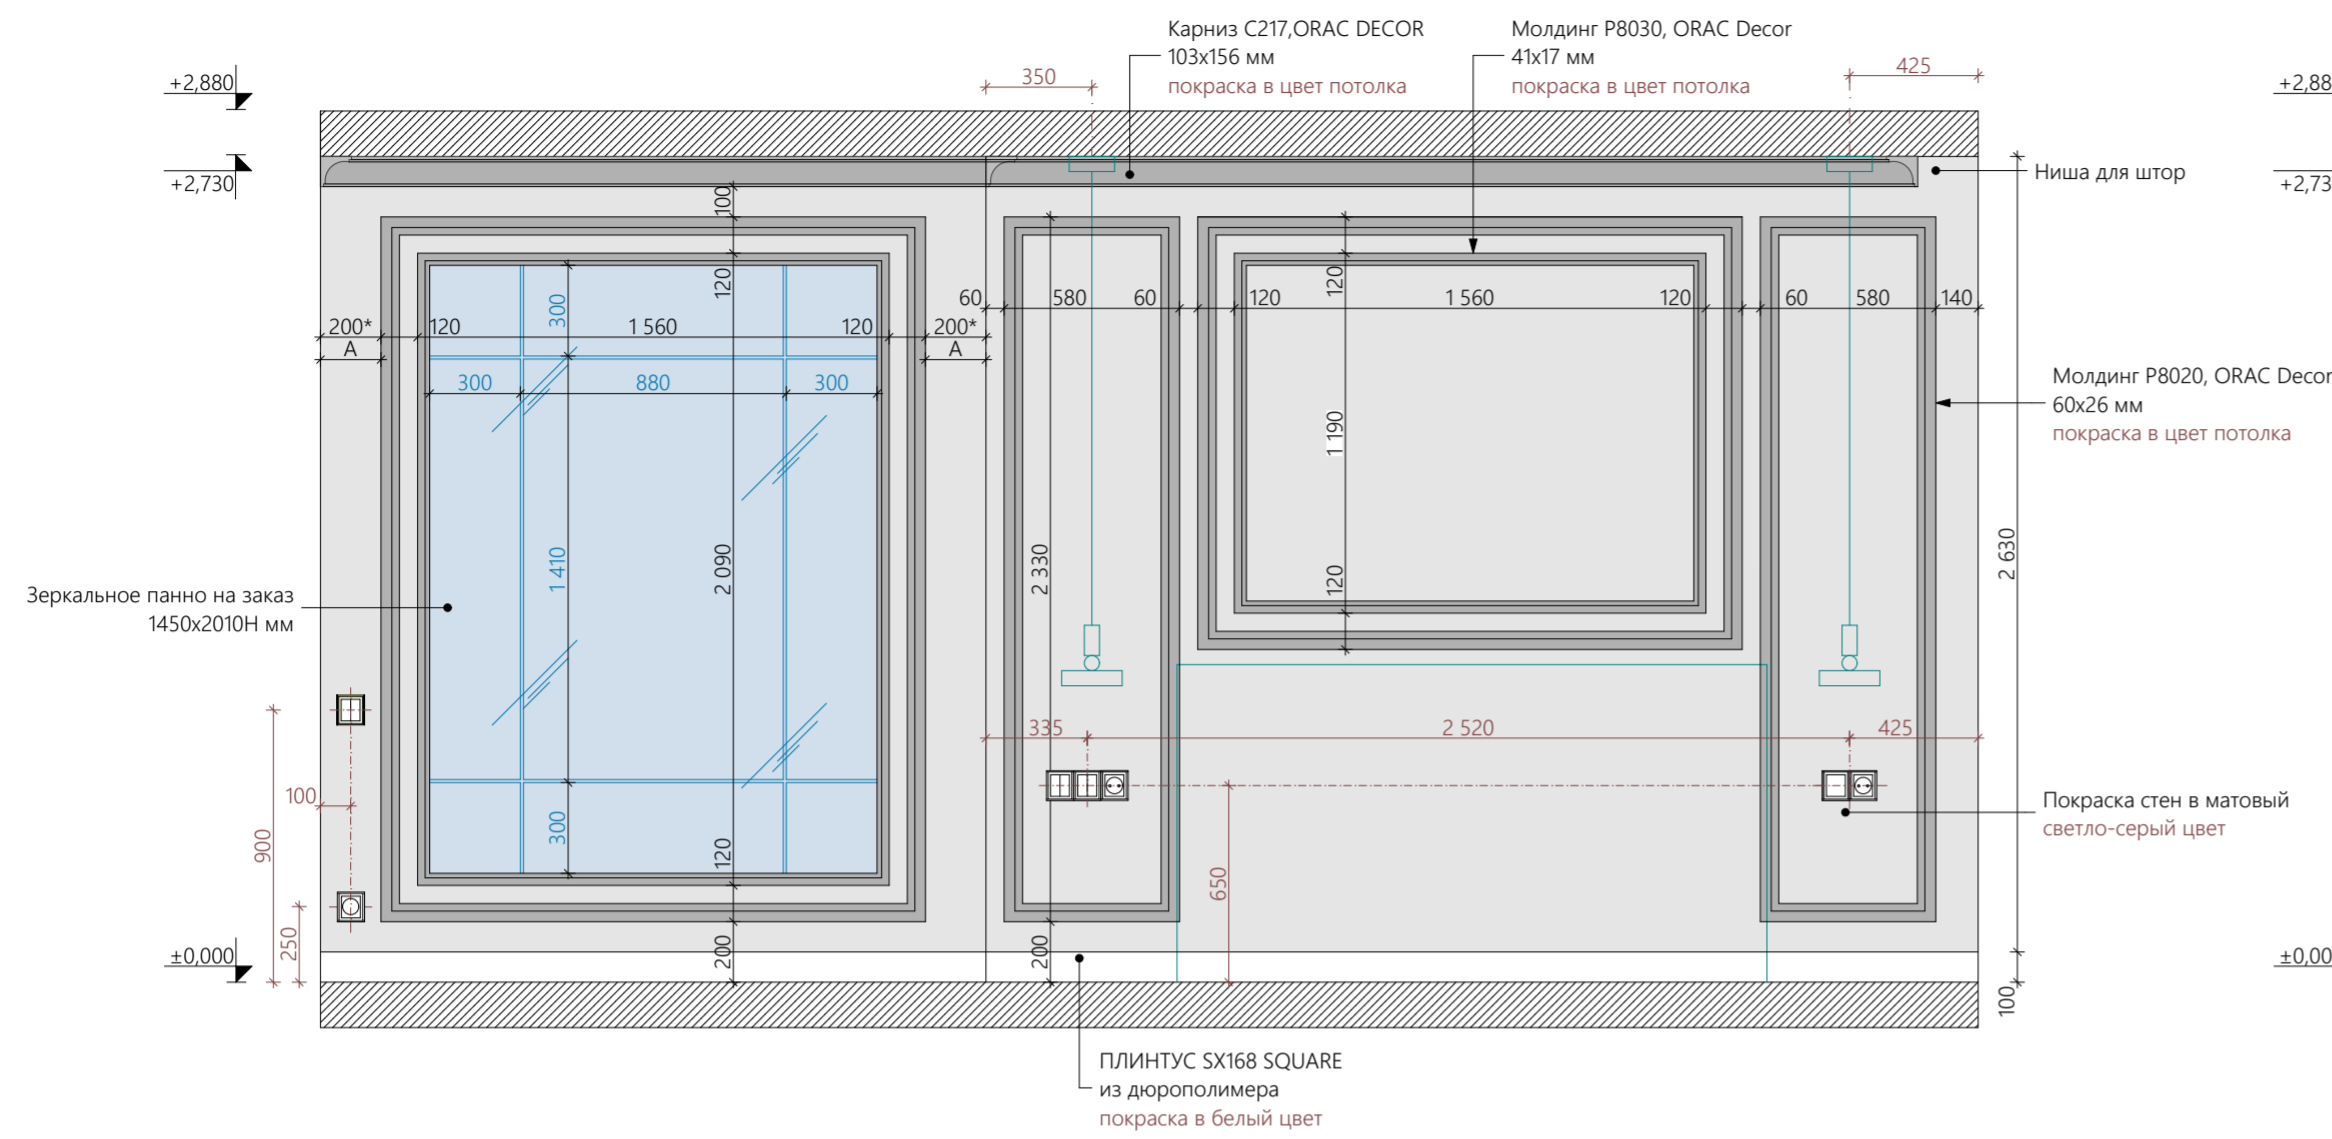 Карниз С217,ORAC DECOR
103х156 мм
покраска в цвет потолка
Молдинг P8030, ORAC Decor
41х17 мм
покраска в цвет потолка
+2,880
350
425
+2,88
+2,730
Ниша для штор
+2,73
100
120
300
120
60
580
60
120
1 560
120
60
580
140
200*
120
1 560
120
200*
A
A
300
880
300
Молдинг P8020, ORAC Decor
60х26 мм
покраска в цвет потолка
1 190
1 410
2 090
2 330
120
2 630
Зеркальное панно на заказ
1450х2010Н мм
335
2 520
425
100
900
300
120
650
Покраска стен в матовый
светло-серый цвет
250
200
200
±0,000
±0,00
100
ПЛИНТУС SX168 SQUARE
из дюрополимера
покраска в белый цвет